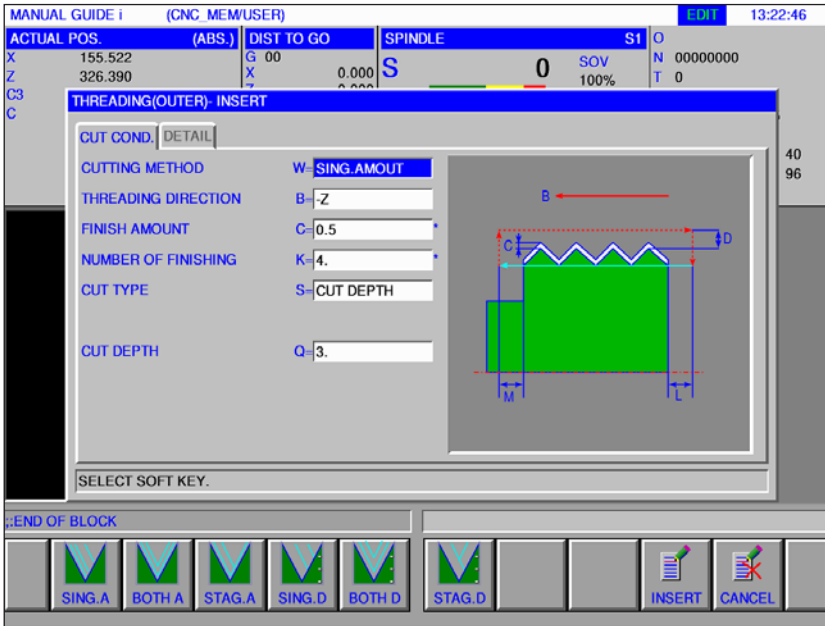 MANUAL GUIDE i (CNC_MEM/USER) EDIT 13:22:46
ACTUAL POS. (ABS.) DIST TO GO SPINDLE S1 O
X 155.522 G 00 S 0 SOV N 00000000
Z 326.390 X 0.000 100% T 0
C3
C
THREADING(OUTER)- INSERT
CUT COND. DETAIL
40
CUTTING METHOD W= SING.AMOUT
96
THREADING DIRECTION B= -Z
B
FINISH AMOUNT C= 0.5 *
C D
NUMBER OF FINISHING K= 4. *
CUT TYPE S= CUT DEPTH
CUT DEPTH Q= 3.
M L
SELECT SOFT KEY.
;;END OF BLOCK
SING.A BOTH A STAG.A SING.D BOTH D STAG.D INSERT CANCEL